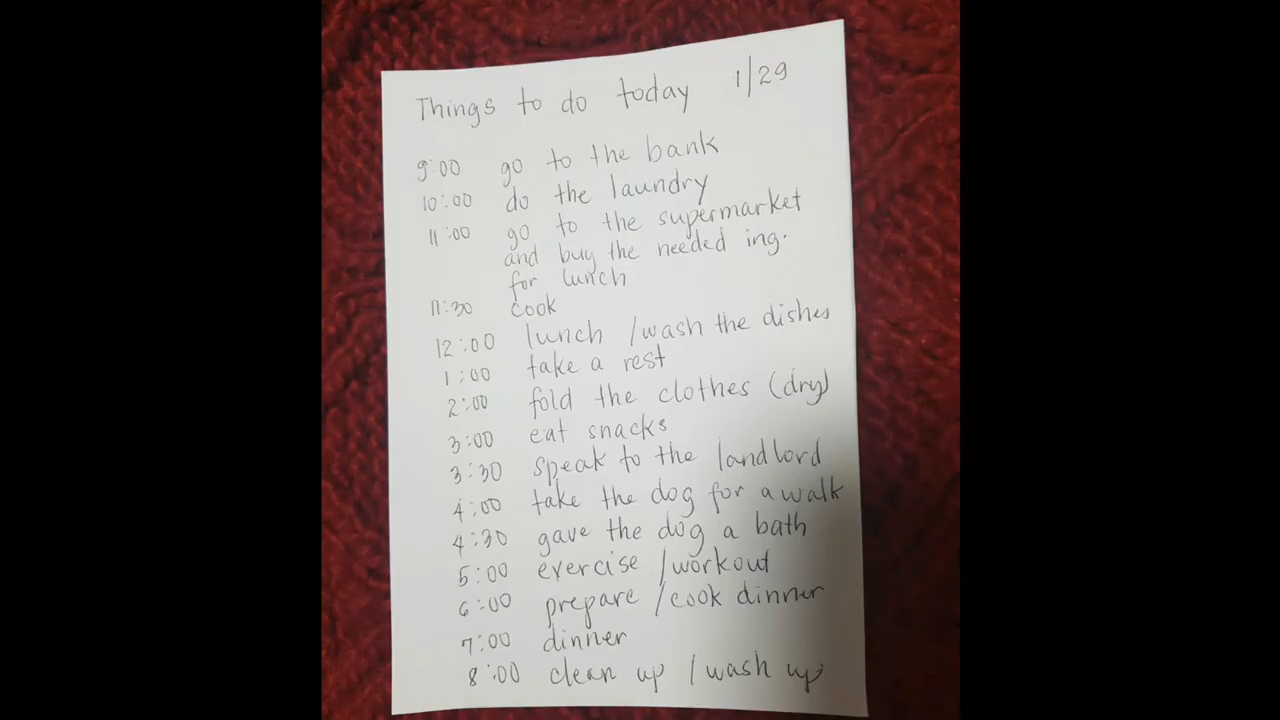 Things to do today 1/29
9:00 go to the bank
10:00 do the laundry
11:00 go to the supermarket
and buy the needed ing.
for lunch
11:30 cook
12:00 lunch / wash the dishes
1:00 take a rest
2:00 fold the clothes (dry)
3:00 eat snacks
3:30 speak to the landlord
4:00 take the dog for a walk
4:30 gave the dog a bath
5:00 exercise / workout
6:00 prepare / cook dinner
7:00 dinner
8:00 clean up / wash up